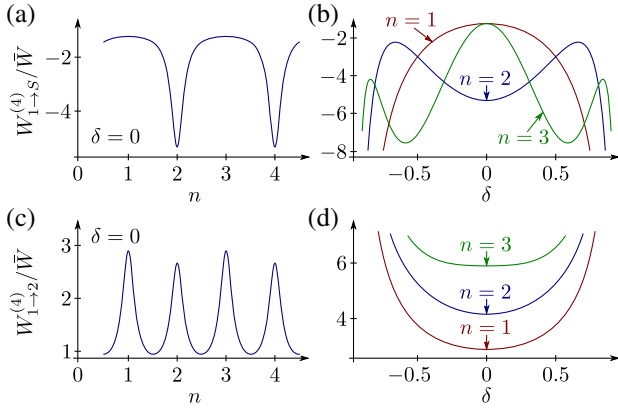 (a)
(b)
W^{(4)}_{1→S}/W̄
−2
−4
δ = 0
0
1
2
3
4
n
−2
−4
−6
−8
n = 1
n = 2
n = 3
−0.5
0
0.5
δ
(c)
(d)
W^{(4)}_{1→2}/W̄
3
2
1
δ = 0
0
1
2
3
4
n
6
4
n = 3
n = 2
n = 1
−0.5
0
0.5
δ